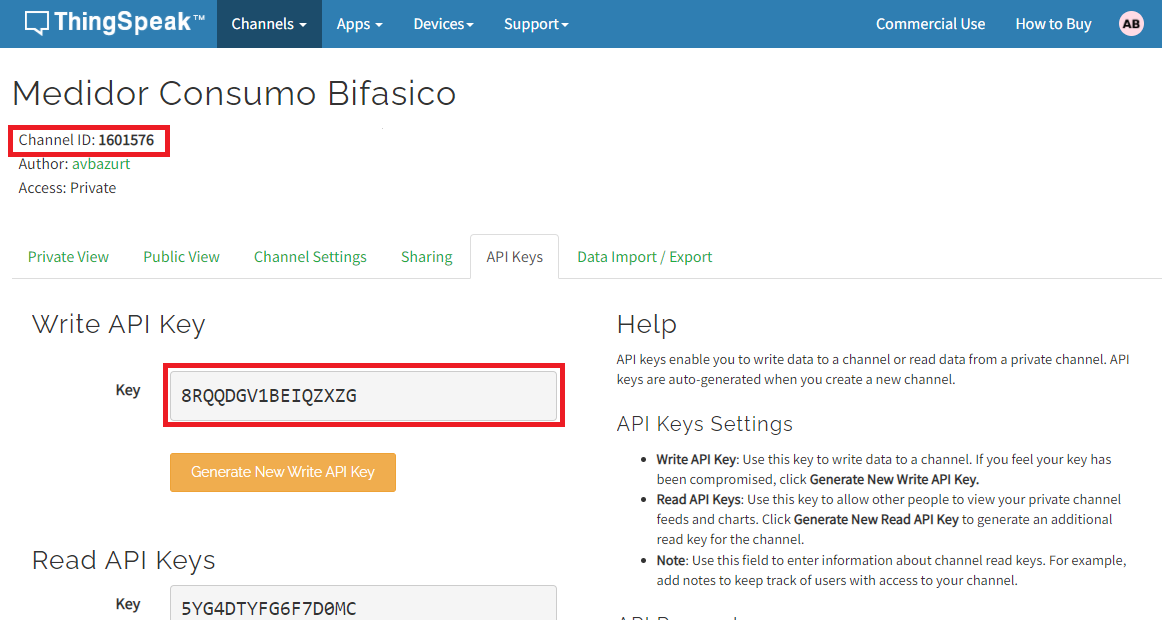 ThingSpeak™ Channels Apps Devices Support Commercial Use How to Buy AB
Medidor Consumo Bifasico
Channel ID: 1601576
Author: avbazurt
Access: Private
Private View Public View Channel Settings Sharing API Keys Data Import / Export
Write API Key
Key 8RQQDGV1BEIQZXZG
Generate New Write API Key
Read API Keys
Key 5YG4DTYFG6F7D0MC
Help
API keys enable you to write data to a channel or read data from a private channel. API
keys are auto-generated when you create a new channel.
API Keys Settings
• Write API Key: Use this key to write data to a channel. If you feel your key has
been compromised, click Generate New Write API Key.
• Read API Keys: Use this key to allow other people to view your private channel
feeds and charts. Click Generate New Read API Key to generate an additional
read key for the channel.
• Note: Use this field to enter information about channel read keys. For example,
add notes to keep track of users with access to your channel.